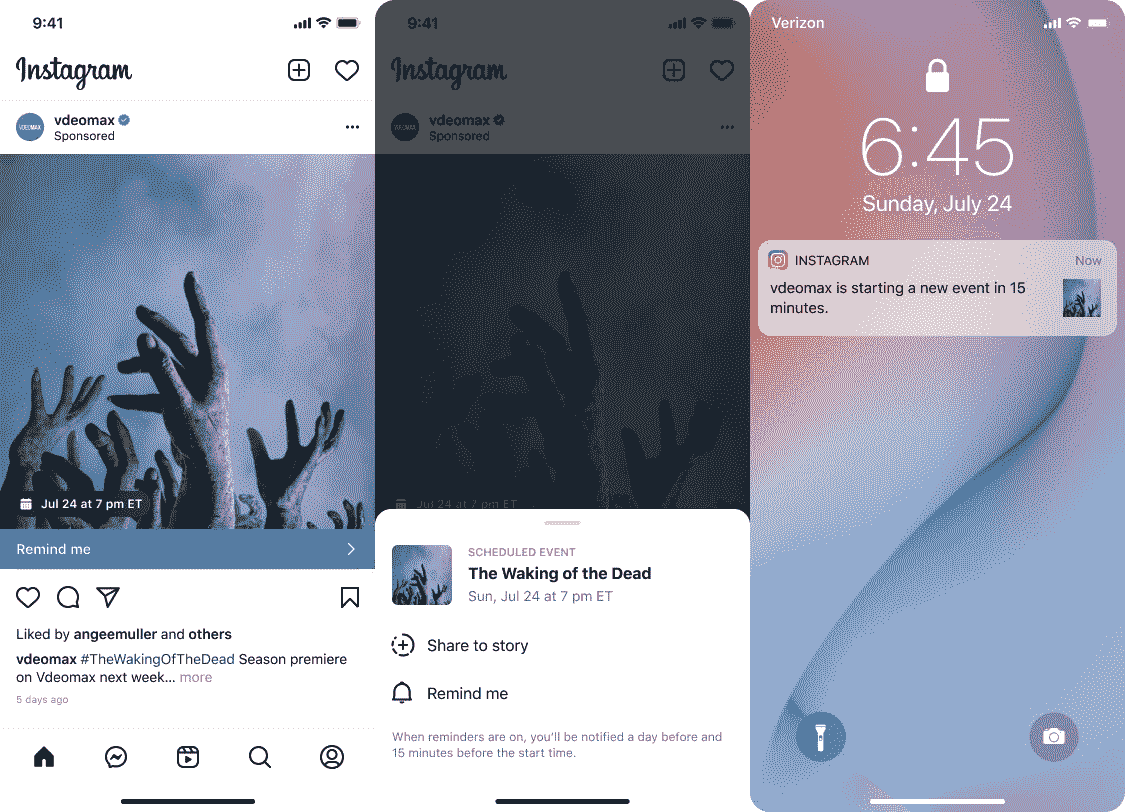 9:41
Instagram
VDEOMAX
vdeomax
Sponsored
Jul 24 at 7 pm ET
Remind me
Liked by angeemuller and others
vdeomax #TheWakingOfTheDead Season premiere
on Vdeomax next week... more
5 days ago
9:41
Instagram
VDEOMAX
vdeomax
Sponsored
Jul 24 at 7 pm ET
SCHEDULED EVENT
The Waking of the Dead
Sun, Jul 24 at 7 pm ET
Share to story
Remind me
When reminders are on, you’ll be notified a day before and
15 minutes before the start time.
Verizon
6:45
Sunday, July 24
INSTAGRAM
Now
vdeomax is starting a new event in 15
minutes.